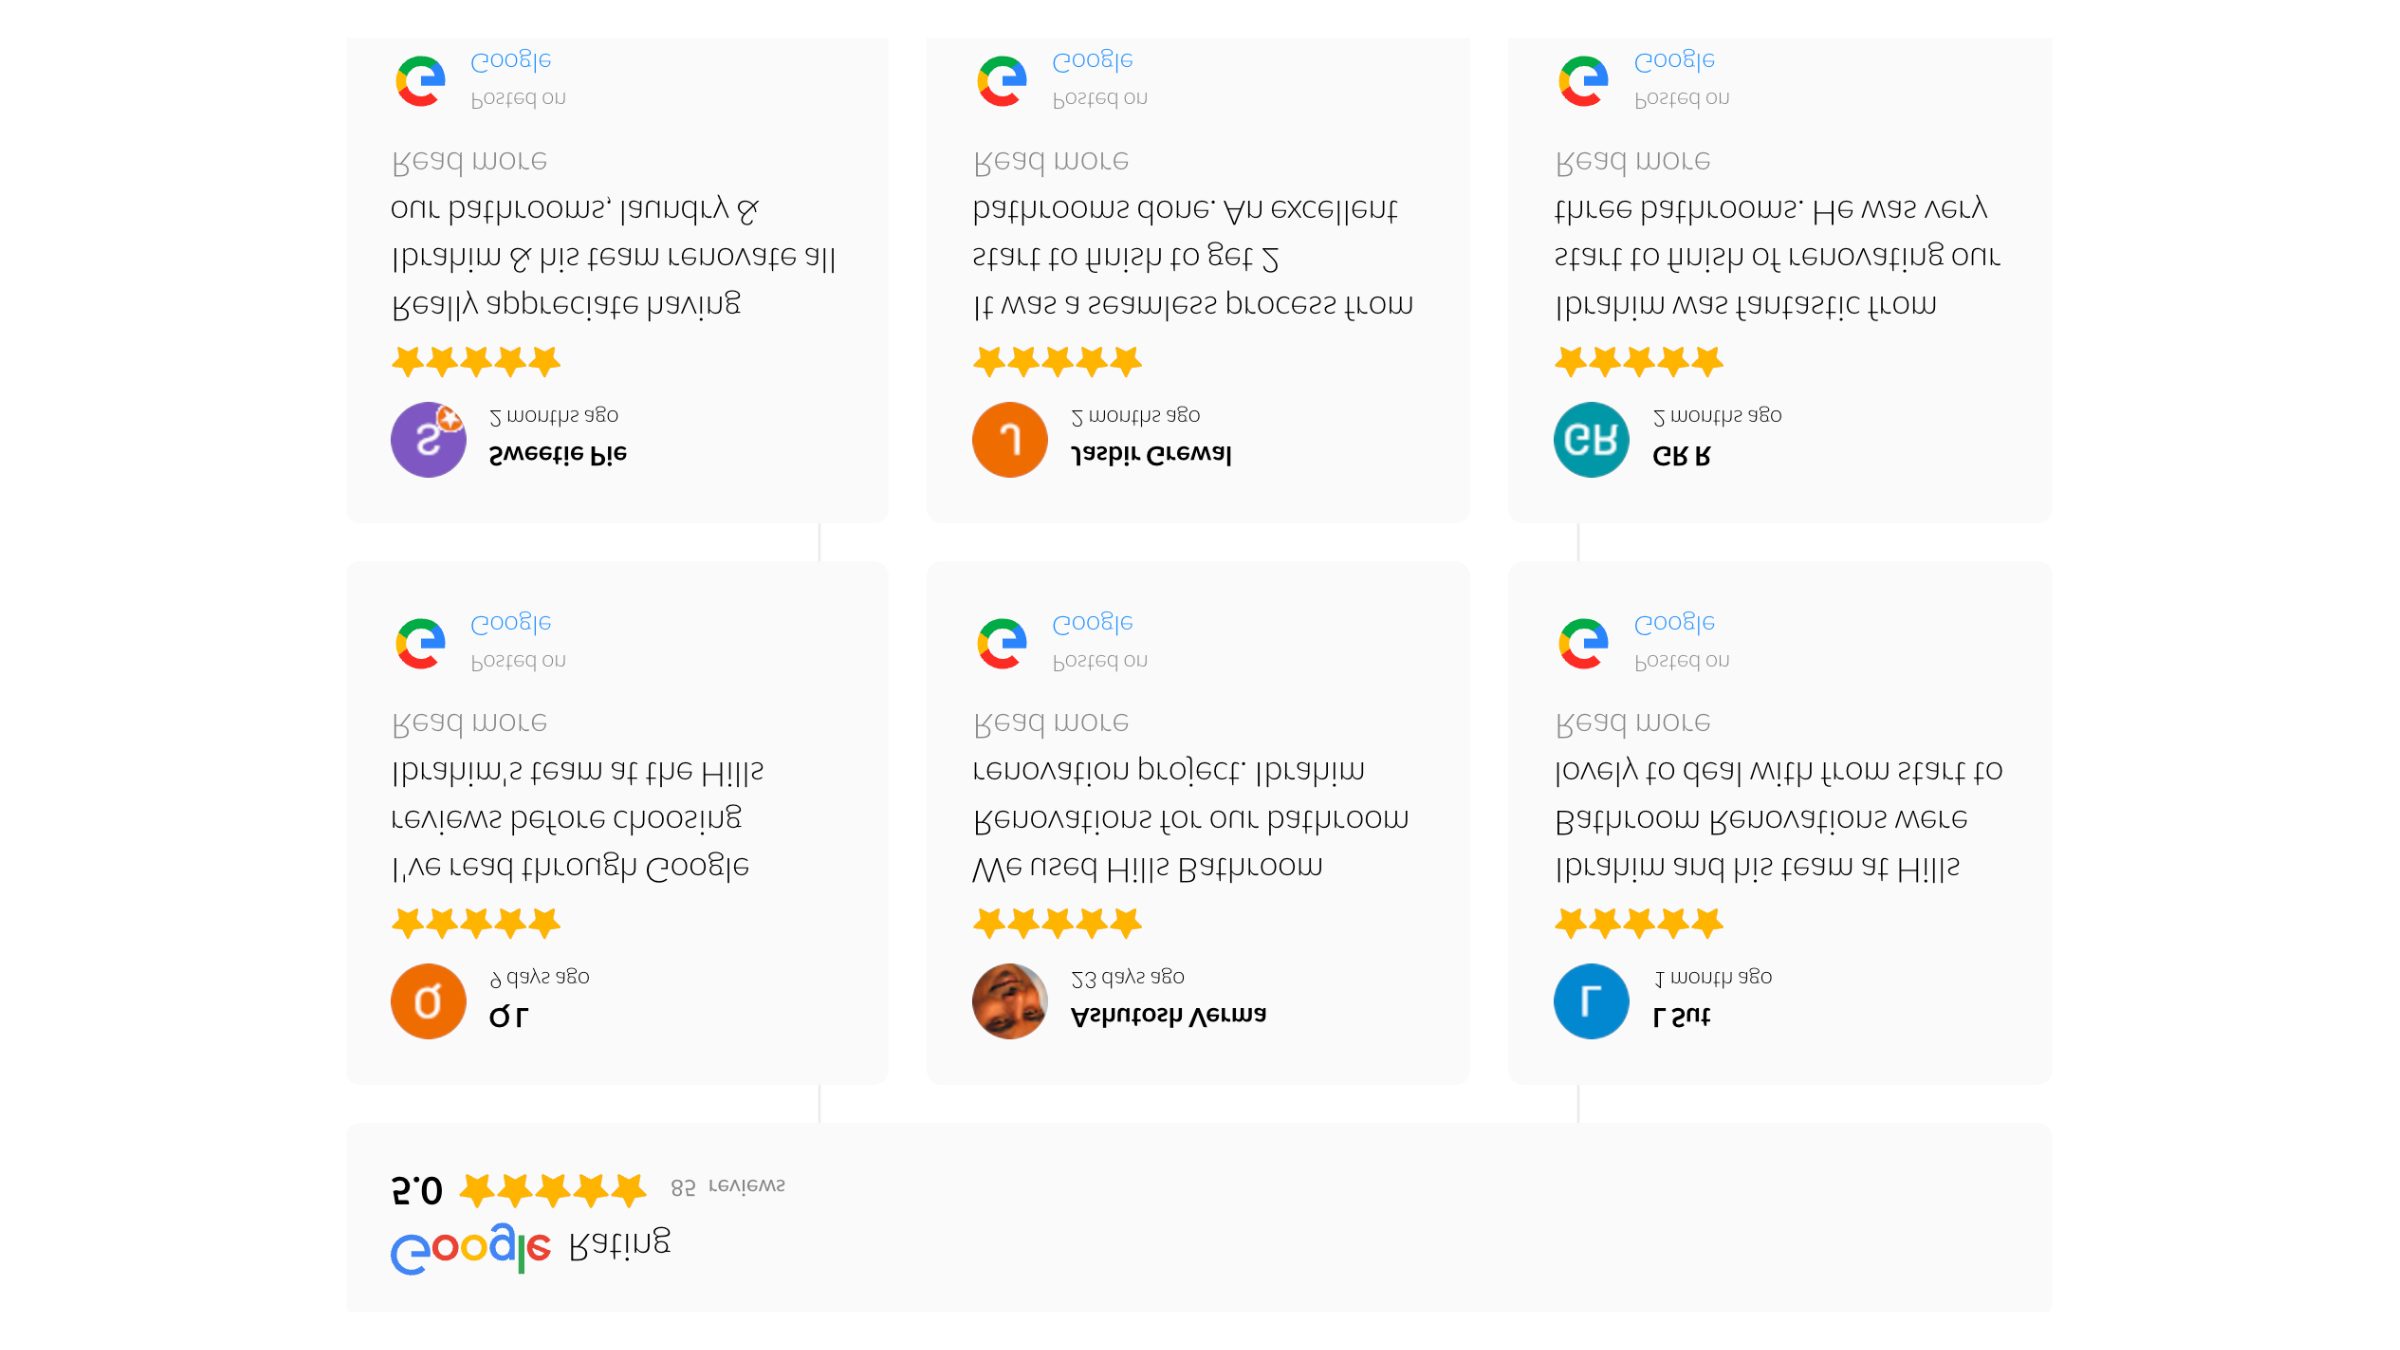 Google Rating
5.0 85 reviews
Q L
9 days ago
I've read through Google
reviews before choosing
Ibrahim's team at the Hills
Read more
Posted on
Google
Ashutosh Verma
23 days ago
We used Hills Bathroom
Renovations for our bathroom
renovation project. Ibrahim
Read more
Posted on
Google
L Sut
1 month ago
Ibrahim and his team at Hills
Bathroom Renovations were
lovely to deal with from start to
Read more
Posted on
Google
Sweetie Pie
2 months ago
Really appreciate having
Ibrahim & his team renovate all
our bathrooms, laundry &
Read more
Posted on
Google
Jasbir Grewal
2 months ago
It was a seamless process from
start to finish to get 2
bathrooms done. An excellent
Read more
Posted on
Google
GR R
2 months ago
Ibrahim was fantastic from
start to finish of renovating our
three bathrooms. He was very
Read more
Posted on
Google